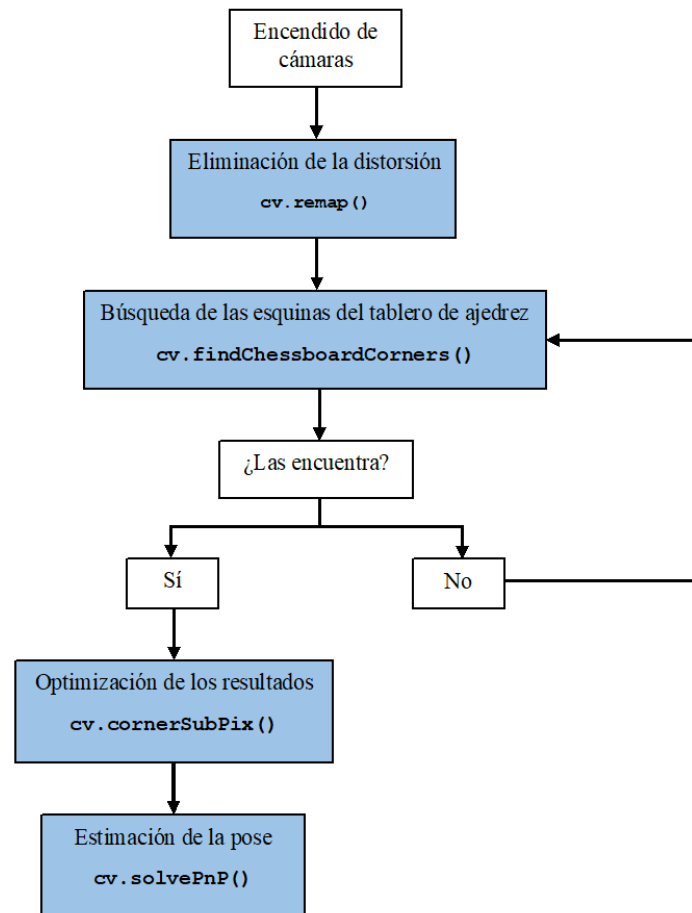 Encendido de
cámaras
Eliminación de la distorsión
cv.remap()
Búsqueda de las esquinas del tablero de ajedrez
cv.findChessboardCorners()
¿Las encuentra?
Sí
No
Optimización de los resultados
cv.cornerSubPix()
Estimación de la pose
cv.solvePnP()